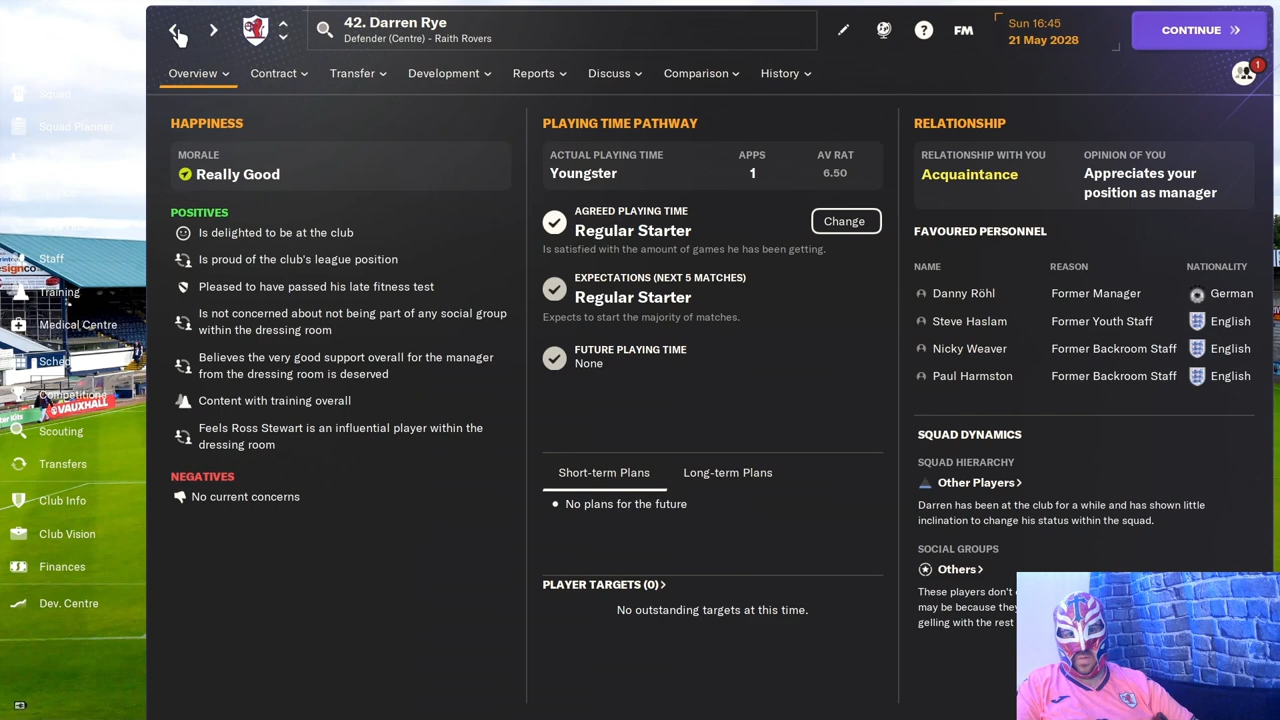 42. Darren Rye
Defender (Centre) - Raith Rovers
FM
Sun 16:45
21 May 2028
CONTINUE
Overview
Contract
Transfer
Development
Reports
Discuss
Comparison
History
1
Squad
Squad Planner
Staff
Training
Medical Centre
Sched
Competitions
Scouting
Transfers
Club Info
Club Vision
Finances
Dev. Centre
esignco
ter Kits
VAUXHALL
HAPPINESS
MORALE
Really Good
POSITIVES
Is delighted to be at the club
Is proud of the club's league position
Pleased to have passed his late fitness test
Is not concerned about not being part of any social group
within the dressing room
Believes the very good support overall for the manager
from the dressing room is deserved
Content with training overall
Feels Ross Stewart is an influential player within the
dressing room
NEGATIVES
No current concerns
PLAYING TIME PATHWAY
ACTUAL PLAYING TIME APPS AV RAT
Youngster 1 6.50
AGREED PLAYING TIME
Regular Starter
Change
Is satisfied with the amount of games he has been getting.
EXPECTATIONS (NEXT 5 MATCHES)
Regular Starter
Expects to start the majority of matches.
FUTURE PLAYING TIME
None
Short-term Plans Long-term Plans
No plans for the future
PLAYER TARGETS (0)
No outstanding targets at this time.
RELATIONSHIP
RELATIONSHIP WITH YOU
Acquaintance
OPINION OF YOU
Appreciates your
position as manager
FAVOURED PERSONNEL
NAME REASON NATIONALITY
Danny Röhl Former Manager German
Steve Haslam Former Youth Staff English
Nicky Weaver Former Backroom Staff English
Paul Harmston Former Backroom Staff English
SQUAD DYNAMICS
SQUAD HIERARCHY
Other Players
Darren has been at the club for a while and has shown little
inclination to change his status within the squad.
SOCIAL GROUPS
Others
These players don't
may be because they
gelling with the rest